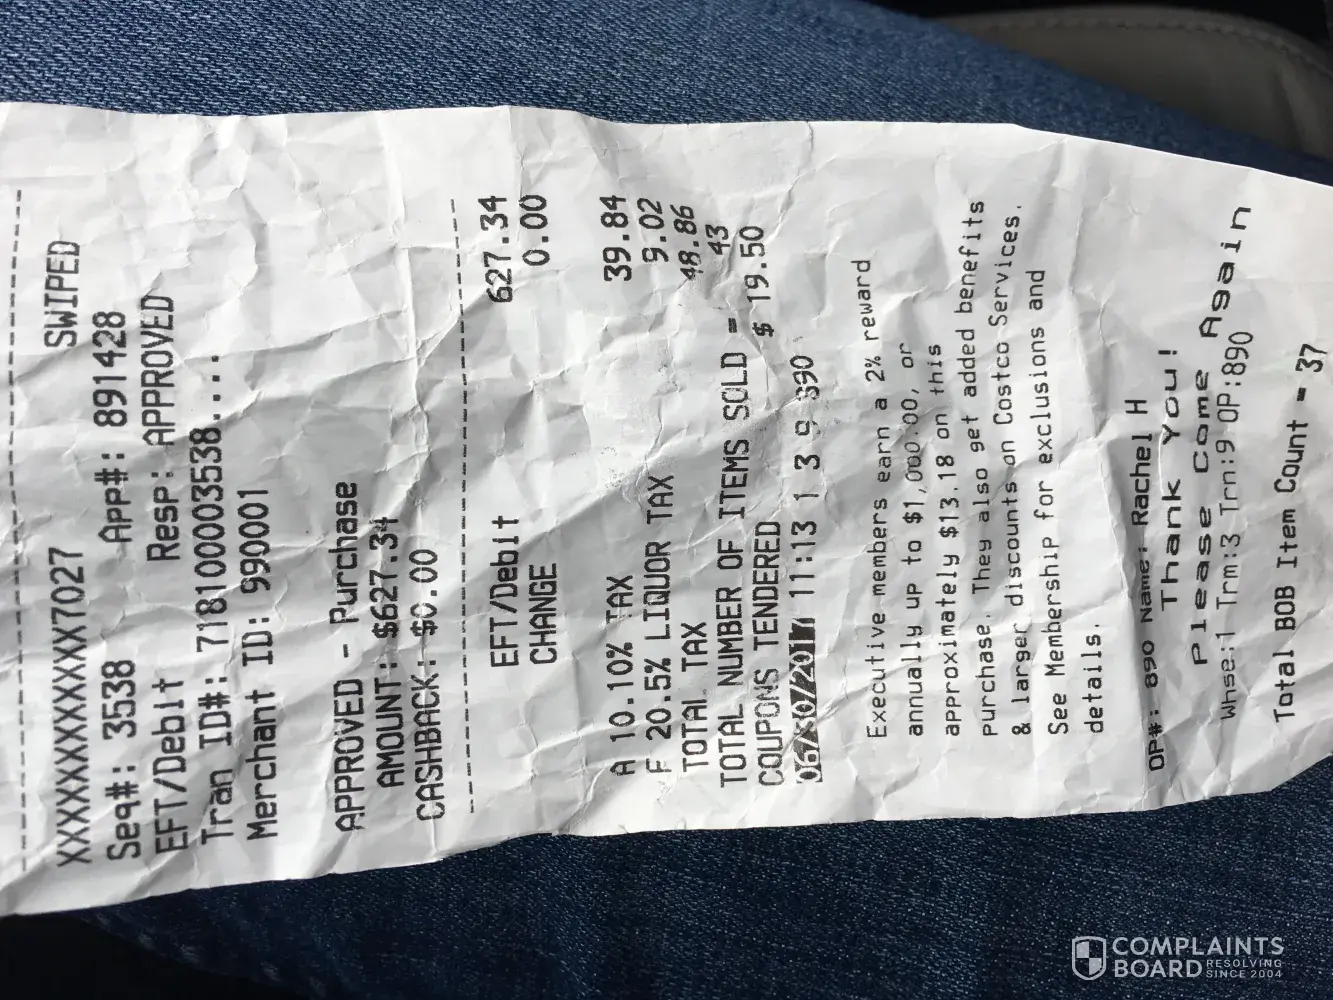 XXXXXXXXXXXX7027 SWIPED
Seq#: 3538 App#: 891428
EFT/Debit Resp: APPROVED
Tran ID#: 718100003538....
Merchant ID: 990001
APPROVED - Purchase
AMOUNT: $627.34
CASHBACK: $0.00
EFT/Debit 627.34
CHANGE 0.00
A 10.10% TAX 39.84
F 20.5% LIQUOR TAX 9.02
TOTAL TAX 48.86
TOTAL NUMBER OF ITEMS SOLD = 43
COUPONS TENDERED $ 19.50
06/30/2017 11:13 1 3 9 890
Executive members earn a 2% reward
annually up to $1,000.00, or
approximately $13.18 on this
purchase. They also get added benefits
& larger discounts on Costco Services.
See Membership for exclusions and
details.
OP#: 890 Name: Rachel H
Thank You!
Please Come Again
Whse:1 Trm:3 Trn:9 OP:890
Total BOB Item Count = 37
COMPLAINTS
BOARD RESOLVING
SINCE 2004